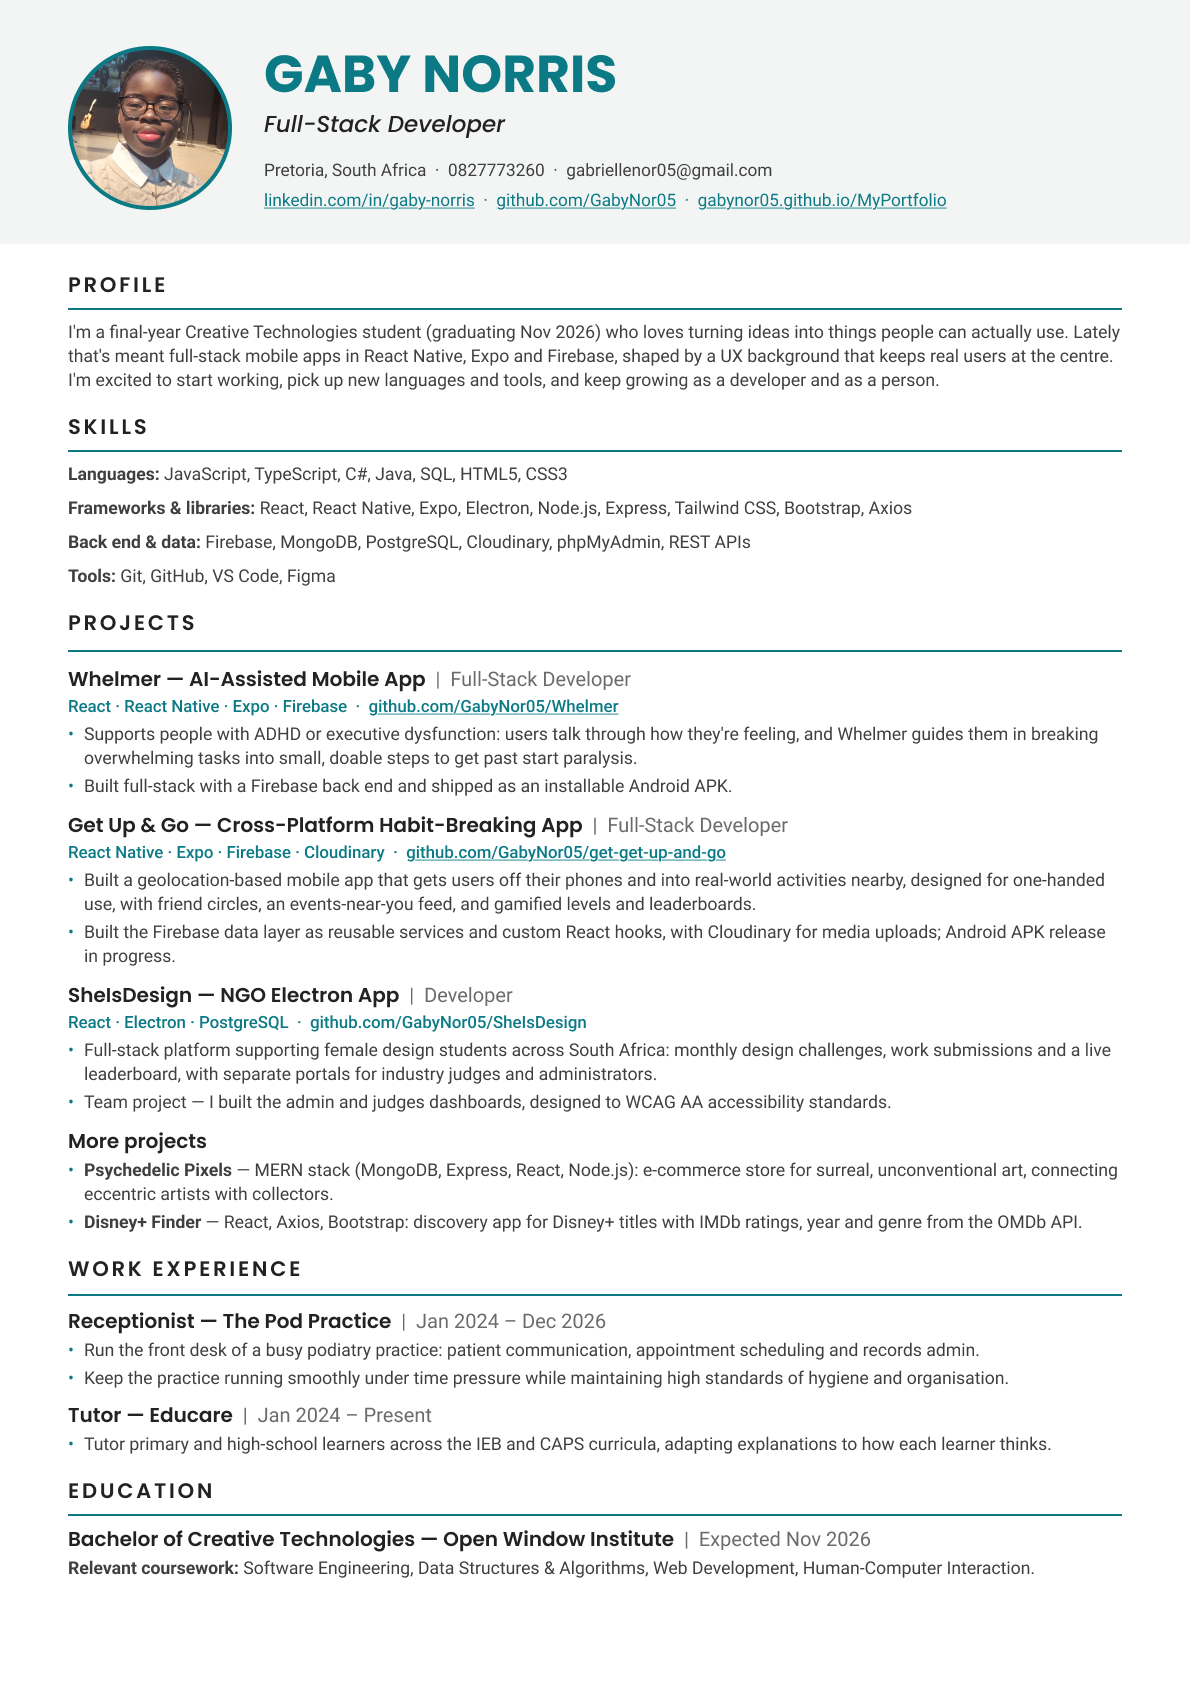 GABY NORRIS
Full-Stack Developer
Pretoria, South Africa · 0827773260 · gabriellenor05@gmail.com
linkedin.com/in/gaby-norris · github.com/GabyNor05 · gabynor05.github.io/MyPortfolio
PROFILE
I'm a final-year Creative Technologies student (graduating Nov 2026) who loves turning ideas into things people can actually use. Lately
that's meant full-stack mobile apps in React Native, Expo and Firebase, shaped by a UX background that keeps real users at the centre.
I'm excited to start working, pick up new languages and tools, and keep growing as a developer and as a person.
SKILLS
Languages: JavaScript, TypeScript, C#, Java, SQL, HTML5, CSS3
Frameworks & libraries: React, React Native, Expo, Electron, Node.js, Express, Tailwind CSS, Bootstrap, Axios
Back end & data: Firebase, MongoDB, PostgreSQL, Cloudinary, phpMyAdmin, REST APIs
Tools: Git, GitHub, VS Code, Figma
PROJECTS
Whelmer — AI-Assisted Mobile App | Full-Stack Developer
React · React Native · Expo · Firebase · github.com/GabyNor05/Whelmer
• Supports people with ADHD or executive dysfunction: users talk through how they're feeling, and Whelmer guides them in breaking
overwhelming tasks into small, doable steps to get past start paralysis.
• Built full-stack with a Firebase back end and shipped as an installable Android APK.
Get Up & Go — Cross-Platform Habit-Breaking App | Full-Stack Developer
React Native · Expo · Firebase · Cloudinary · github.com/GabyNor05/get-get-up-and-go
• Built a geolocation-based mobile app that gets users off their phones and into real-world activities nearby, designed for one-handed
use, with friend circles, an events-near-you feed, and gamified levels and leaderboards.
• Built the Firebase data layer as reusable services and custom React hooks, with Cloudinary for media uploads; Android APK release
in progress.
SheIsDesign — NGO Electron App | Developer
React · Electron · PostgreSQL · github.com/GabyNor05/SheIsDesign
• Full-stack platform supporting female design students across South Africa: monthly design challenges, work submissions and a live
leaderboard, with separate portals for industry judges and administrators.
• Team project — I built the admin and judges dashboards, designed to WCAG AA accessibility standards.
More projects
• Psychedelic Pixels — MERN stack (MongoDB, Express, React, Node.js): e-commerce store for surreal, unconventional art, connecting
eccentric artists with collectors.
• Disney+ Finder — React, Axios, Bootstrap: discovery app for Disney+ titles with IMDb ratings, year and genre from the OMDb API.
WORK EXPERIENCE
Receptionist — The Pod Practice | Jan 2024 – Dec 2026
• Run the front desk of a busy podiatry practice: patient communication, appointment scheduling and records admin.
• Keep the practice running smoothly under time pressure while maintaining high standards of hygiene and organisation.
Tutor — Educare | Jan 2024 – Present
• Tutor primary and high-school learners across the IEB and CAPS curricula, adapting explanations to how each learner thinks.
EDUCATION
Bachelor of Creative Technologies — Open Window Institute | Expected Nov 2026
Relevant coursework: Software Engineering, Data Structures & Algorithms, Web Development, Human-Computer Interaction.